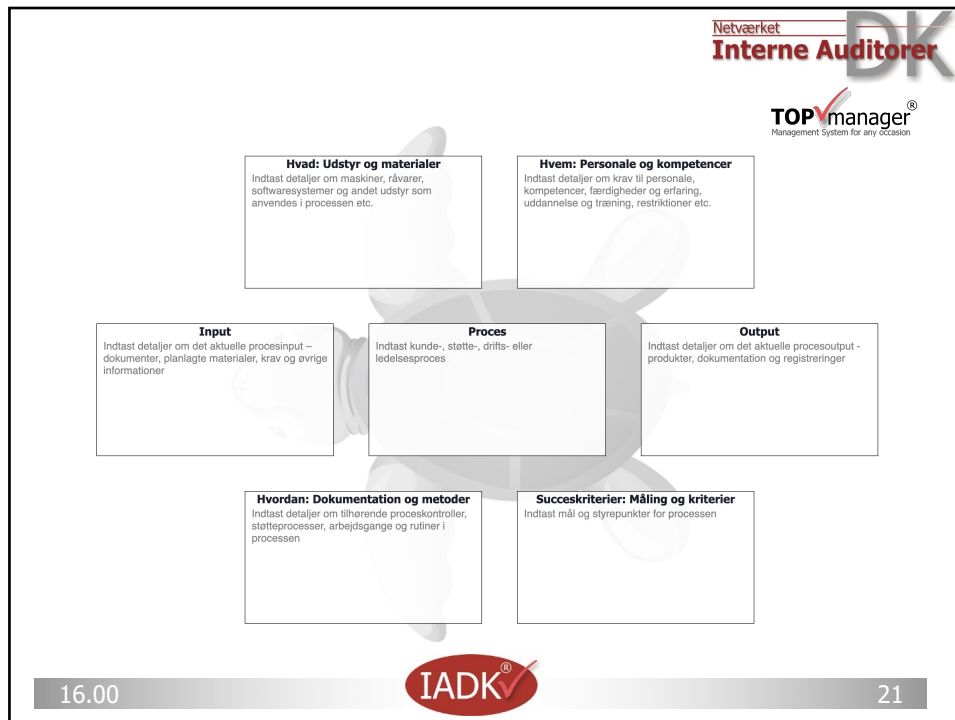 Netværket
Interne Auditorer
DK
TOPmanager®
Management System for any occasion
Hvad: Udstyr og materialer
Indtast detaljer om maskiner, råvarer,
softwaresystemer og andet udstyr som
anvendes i processen etc.
Hvem: Personale og kompetencer
Indtast detaljer om krav til personale,
kompetencer, færdigheder og erfaring,
uddannelse og træning, restriktioner etc.
Input
Indtast detaljer om det aktuelle procesinput –
dokumenter, planlagte materialer, krav og øvrige
informationer
Proces
Indtast kunde-, støtte-, drifts- eller
ledelsesproces
Output
Indtast detaljer om det aktuelle procesoutput -
produkter, dokumentation og registreringer
Hvordan: Dokumentation og metoder
Indtast detaljer om tilhørende proceskontroller,
støtteprocesser, arbejdsgange og rutiner i
processen
Succeskriterier: Måling og kriterier
Indtast mål og styrepunkter for processen
16.00
IADK®
21